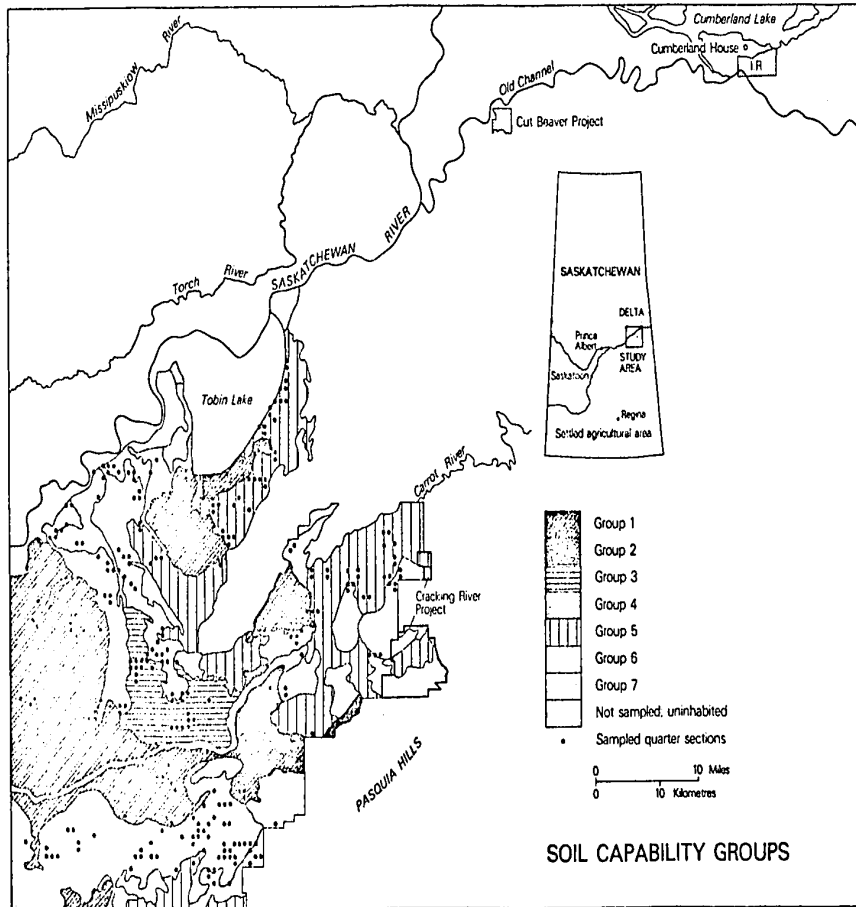 Cumberland Lake
Cumberland House
I.R.
Missipuskiow River
Old Channel
Cut Beaver Project
SASKATCHEWAN RIVER
Torch River
Tobin Lake
SASKATCHEWAN
DELTA
Prince
Albert
STUDY
AREA
Saskatoon
Regina
Settled agricultural area
Carrot River
Cracking River
Project
PASQUIA HILLS
Group 1
Group 2
Group 3
Group 4
Group 5
Group 6
Group 7
Not sampled, uninhabited
Sampled quarter sections
0 10 Miles
0 10 Kilometres
SOIL CAPABILITY GROUPS